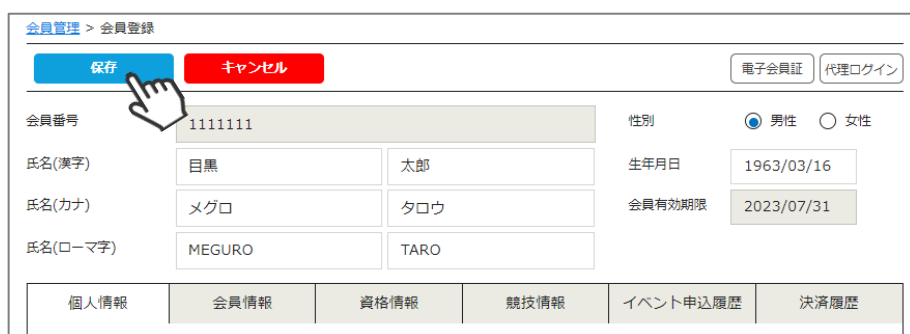 会員管理 > 会員登録
保存 キャンセル 電子会員証 代理ログイン
会員番号 1111111 性別 男性 女性
氏名(漢字) 目黒 太郎 生年月日 1963/03/16
氏名(カナ) メグロ タロウ 会員有効期限 2023/07/31
氏名(ローマ字) MEGURO TARO
個人情報 会員情報 資格情報 競技情報 イベント申込履歴 決済履歴